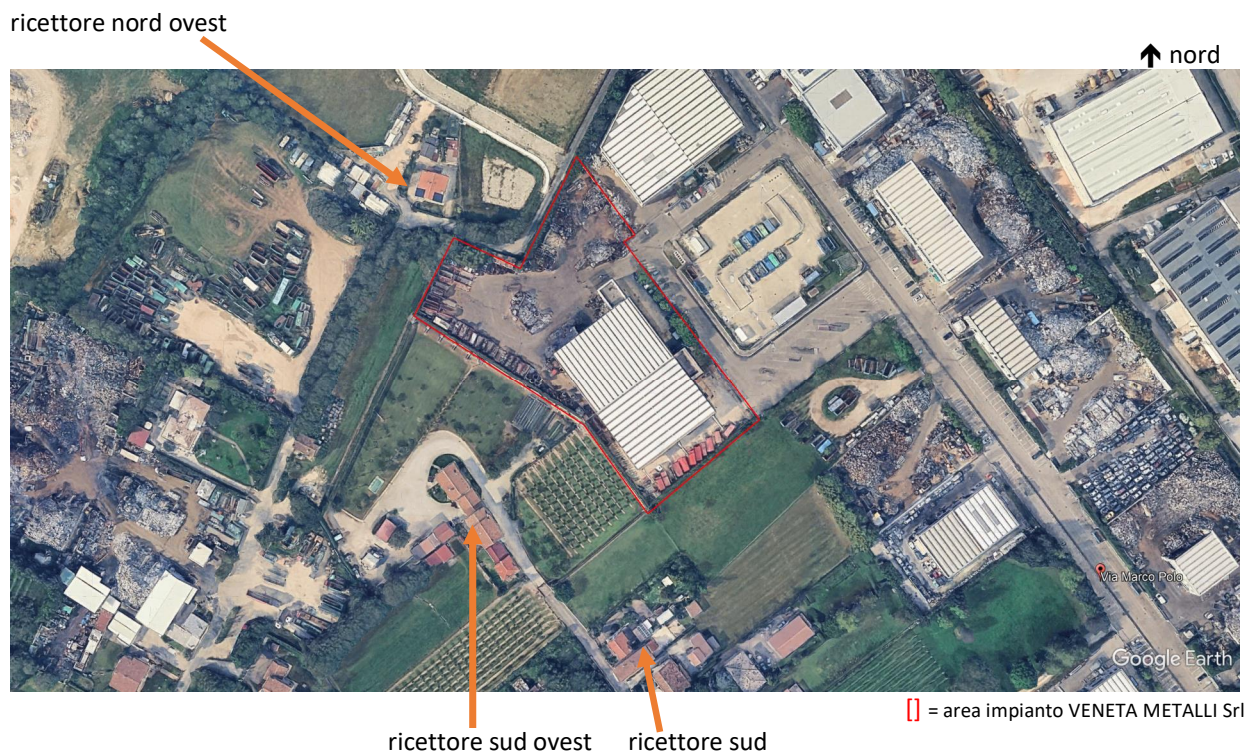 ricettore nord ovest
nord
Via Marco Polo
Google Earth
[] = area impianto VENETA METALLI Srl
ricettore sud ovest
ricettore sud